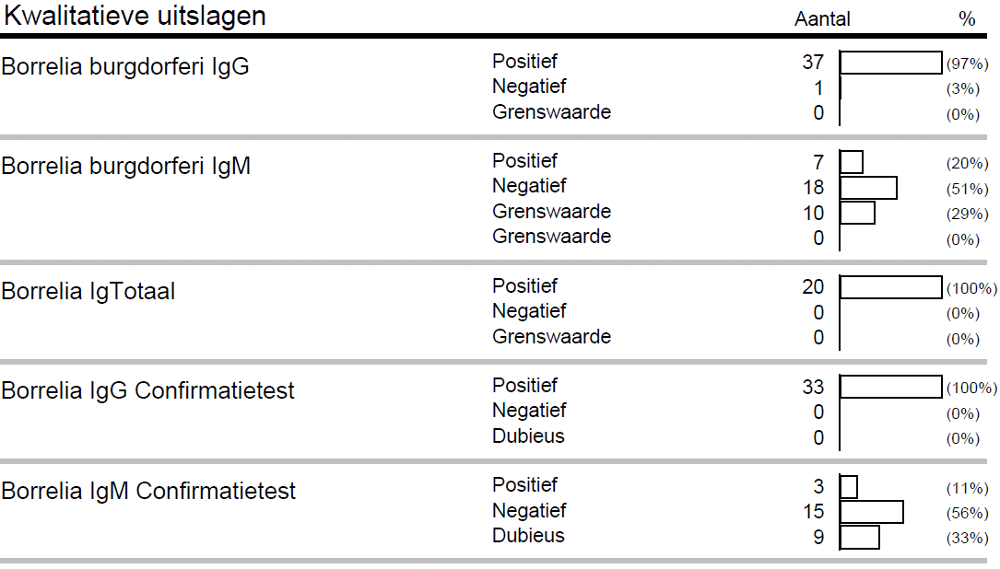 Kwalitatieve uitslagen Aantal %
Borrelia burgdorferi IgG Positief 37 (97%)
Negatief 1 (3%)
Grenswaarde 0 (0%)
Borrelia burgdorferi IgM Positief 7 (20%)
Negatief 18 (51%)
Grenswaarde 10 (29%)
Grenswaarde 0 (0%)
Borrelia IgTotaal Positief 20 (100%)
Negatief 0 (0%)
Grenswaarde 0 (0%)
Borrelia IgG Confirmatietest Positief 33 (100%)
Negatief 0 (0%)
Dubieus 0 (0%)
Borrelia IgM Confirmatietest Positief 3 (11%)
Negatief 15 (56%)
Dubieus 9 (33%)